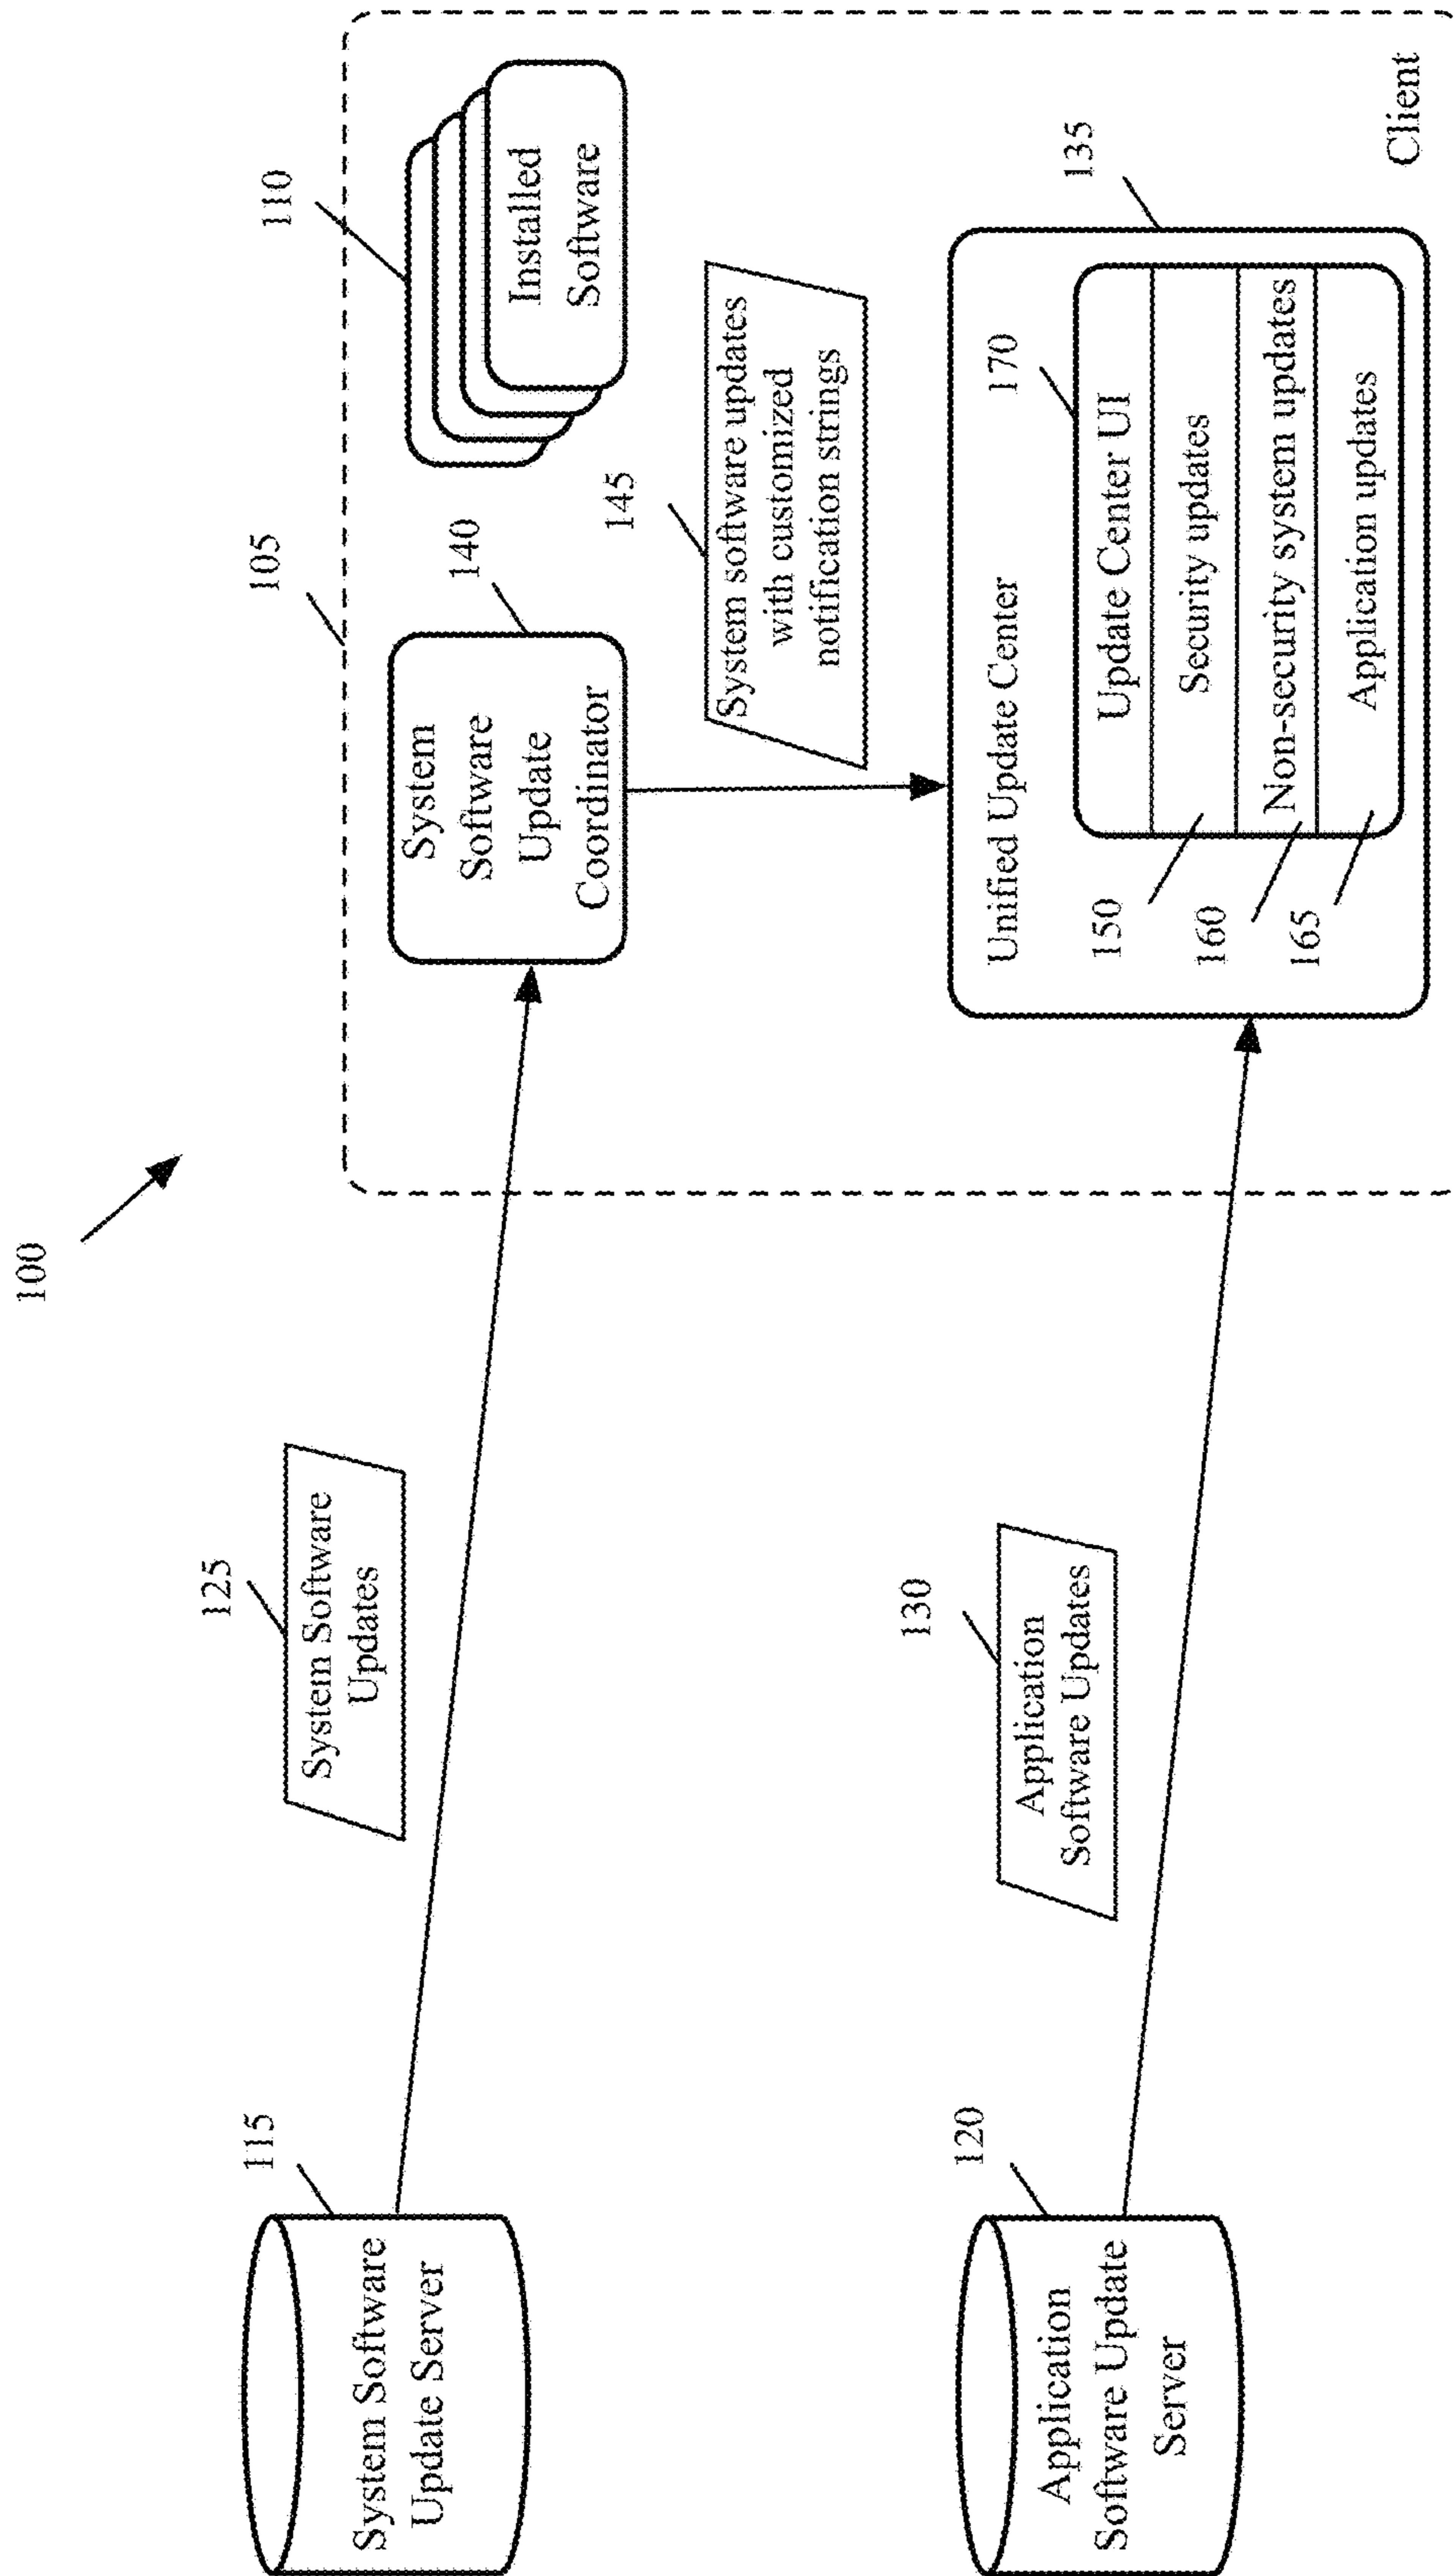 100
105
110
Installed
Software
140
System
Software
Update
Coordinator
145
System software updates
with customized
notification strings
115
System Software
Update Server
125
System Software
Updates
120
Application
Software Update
Server
130
Application
Software Updates
135
Unified Update Center
170
Update Center UI
150
Security updates
160
Non-security system updates
165
Application updates
Client